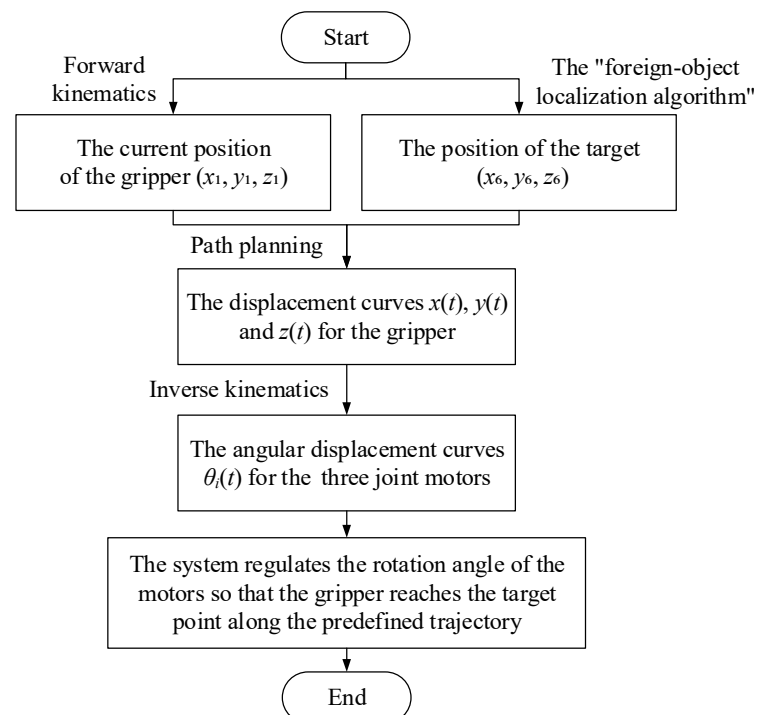 Start
Forward
kinematics
The "foreign-object
localization algorithm"
The current position
of the gripper (x₁, y₁, z₁)
The position of the target
(x₆, y₆, z₆)
Path planning
The displacement curves x(t), y(t)
and z(t) for the gripper
Inverse kinematics
The angular displacement curves
θᵢ(t) for the three joint motors
The system regulates the rotation angle of the
motors so that the gripper reaches the target
point along the predefined trajectory
End